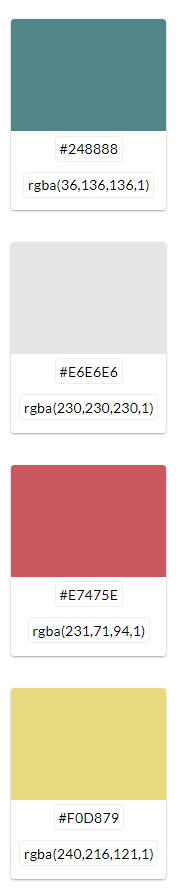 #248888
rgba(36,136,136,1)
#E6E6E6
rgba(230,230,230,1)
#E7475E
rgba(231,71,94,1)
#F0D879
rgba(240,216,121,1)